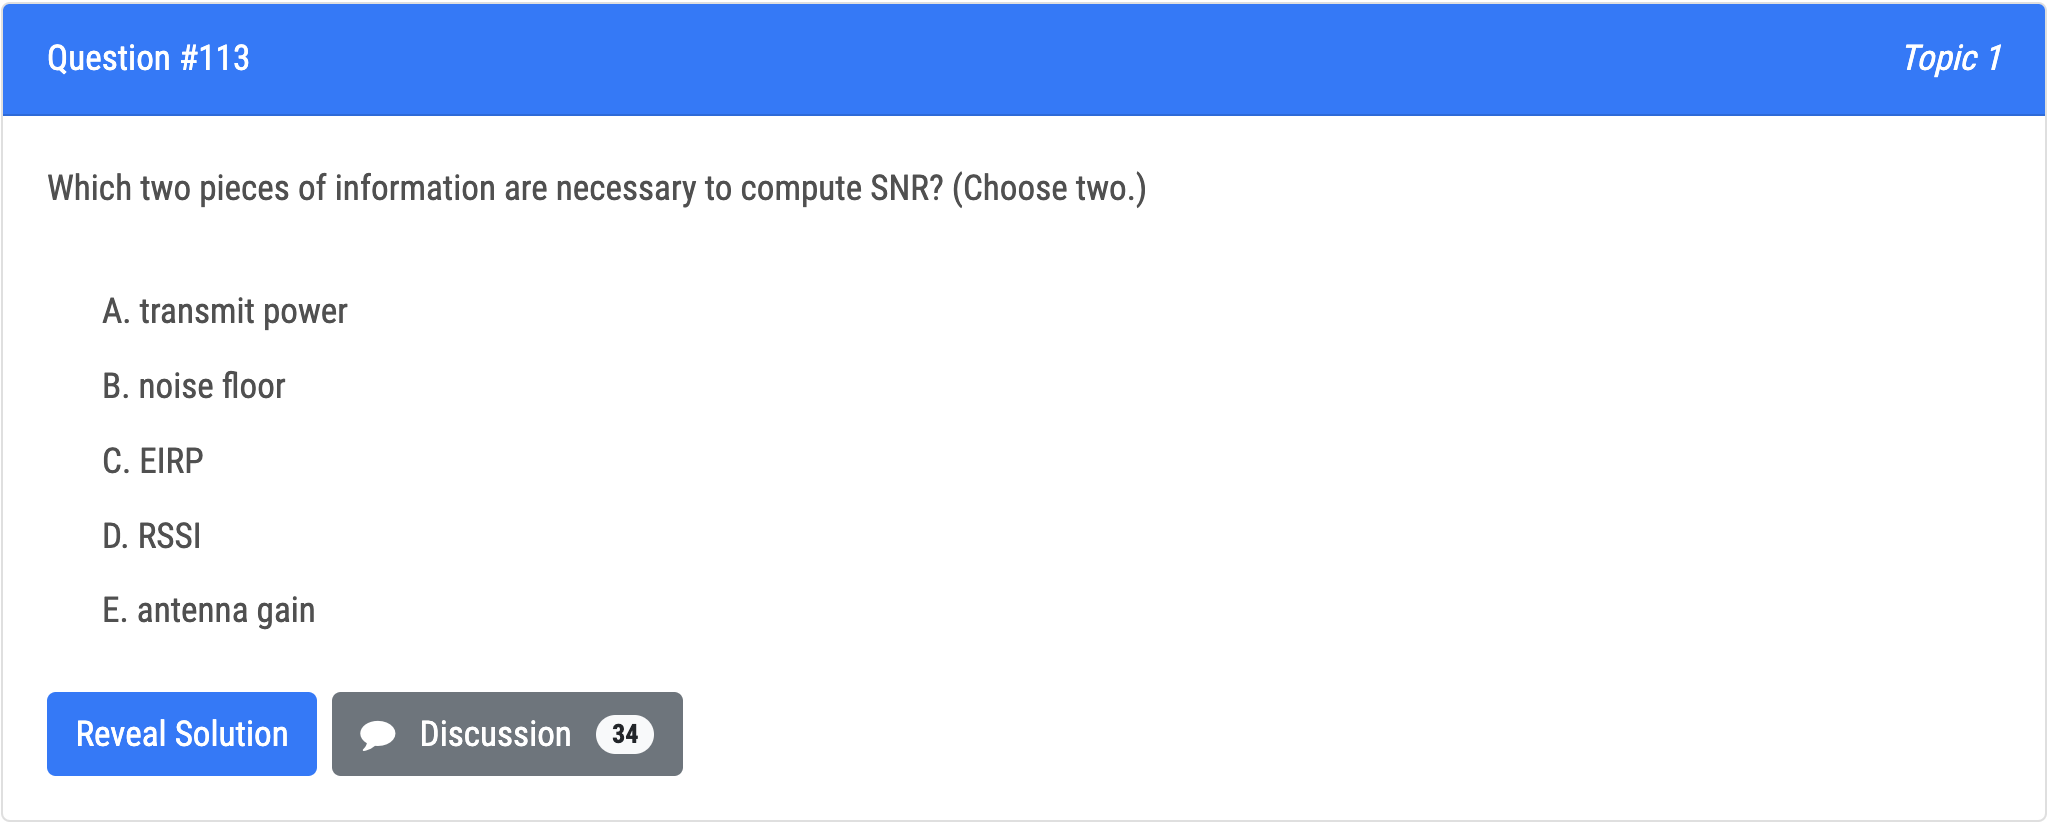 Question #113
Topic 1
Which two pieces of information are necessary to compute SNR? (Choose two.)
A. transmit power
B. noise floor
C. EIRP
D. RSSI
E. antenna gain
Reveal Solution
Discussion 34